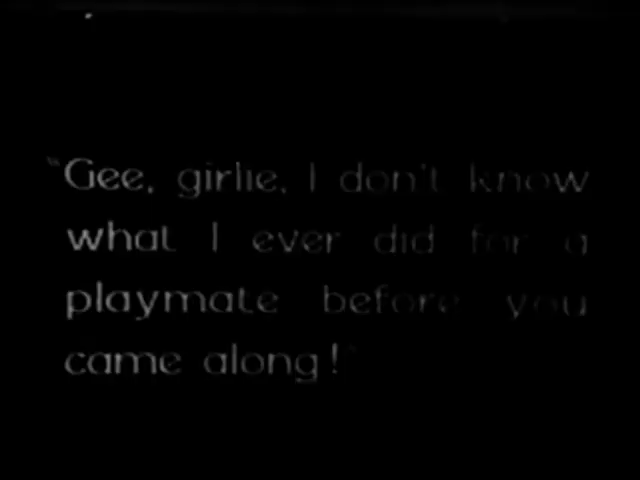 "Gee, girlie, I don't know
what I ever did for a
playmate before you
came along!"